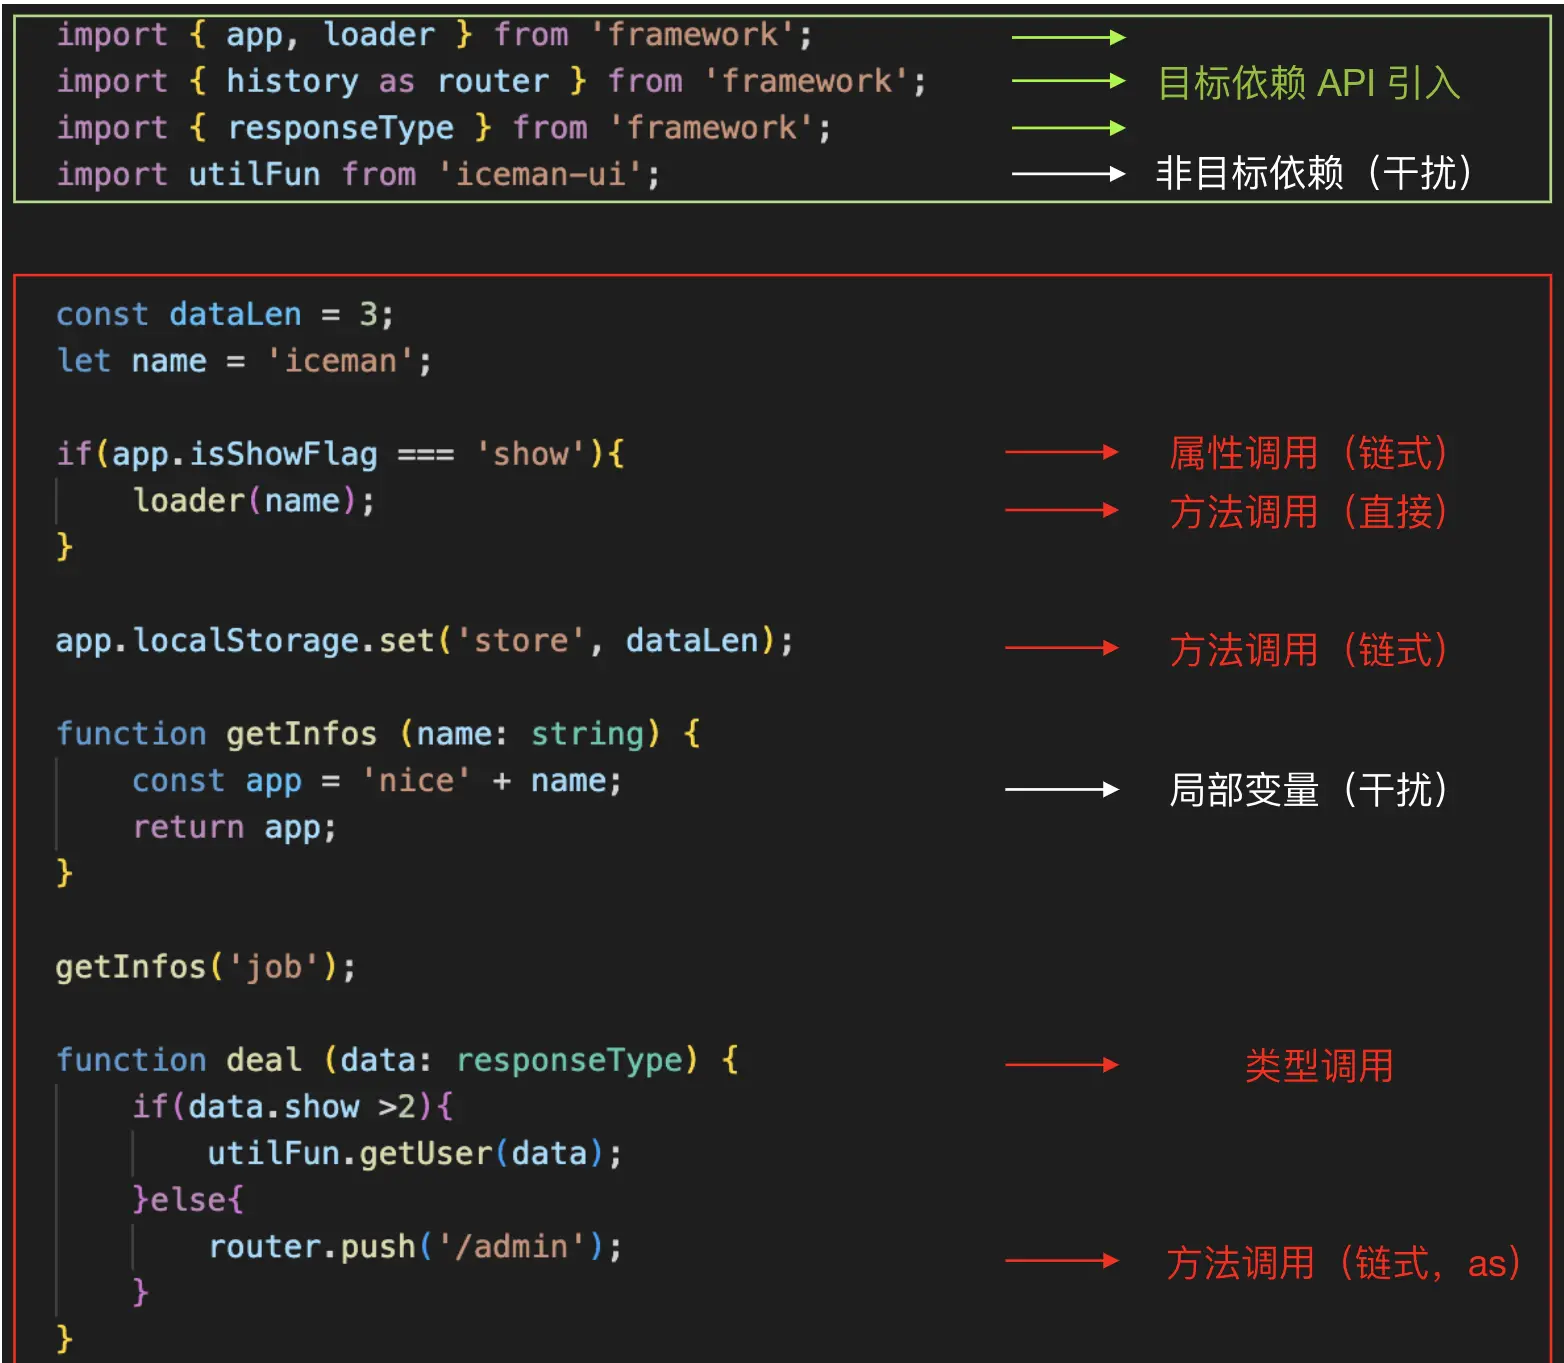 import { app, loader } from 'framework';
import { history as router } from 'framework'; 目标依赖 API 引入
import { responseType } from 'framework';
import utilFun from 'iceman-ui'; 非目标依赖（干扰）
const dataLen = 3;
let name = 'iceman';
if(app.isShowFlag === 'show'){ 属性调用（链式）
loader(name); 方法调用（直接）
}
app.localStorage.set('store', dataLen); 方法调用（链式）
function getInfos (name: string) {
const app = 'nice' + name; 局部变量（干扰）
return app;
}
getInfos('job');
function deal (data: responseType) { 类型调用
if(data.show >2){
utilFun.getUser(data);
}else{
router.push('/admin'); 方法调用（链式，as）
}
}